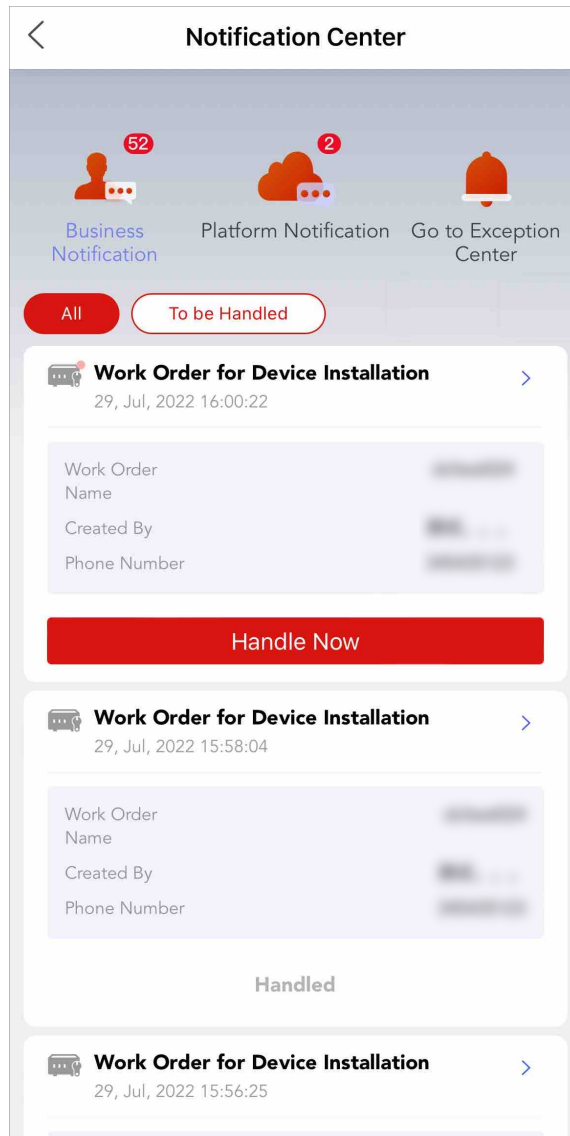 Notification Center
52
2
Business
Notification
Platform Notification
Go to Exception
Center
All
To be Handled
Work Order for Device Installation
29, Jul, 2022 16:00:22
Work Order
Name
Created By
Phone Number
Handle Now
Work Order for Device Installation
29, Jul, 2022 15:58:04
Work Order
Name
Created By
Phone Number
Handled
Work Order for Device Installation
29, Jul, 2022 15:56:25